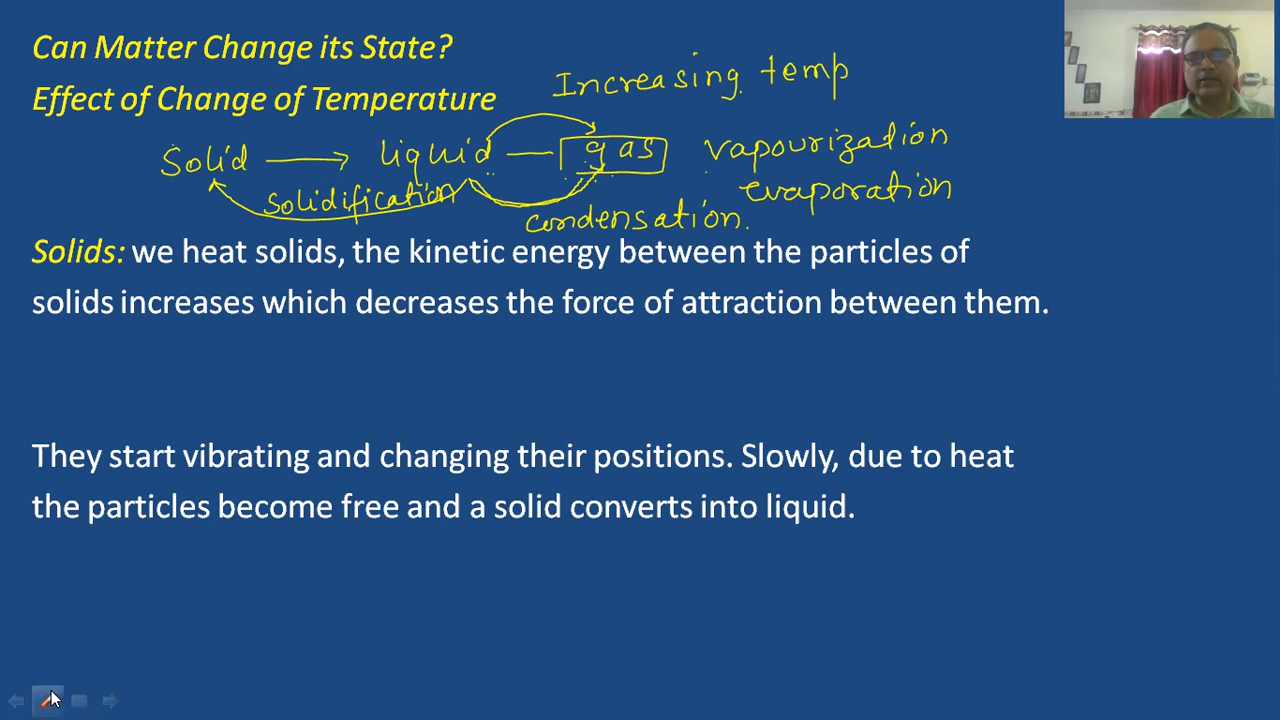 Can Matter Change its State?
Effect of Change of Temperature
Increasing temp
Solid liquid gas vapourization
Solidification evaporation
condensation.
Solids: we heat solids, the kinetic energy between the particles of
solids increases which decreases the force of attraction between them.
They start vibrating and changing their positions. Slowly, due to heat
the particles become free and a solid converts into liquid.